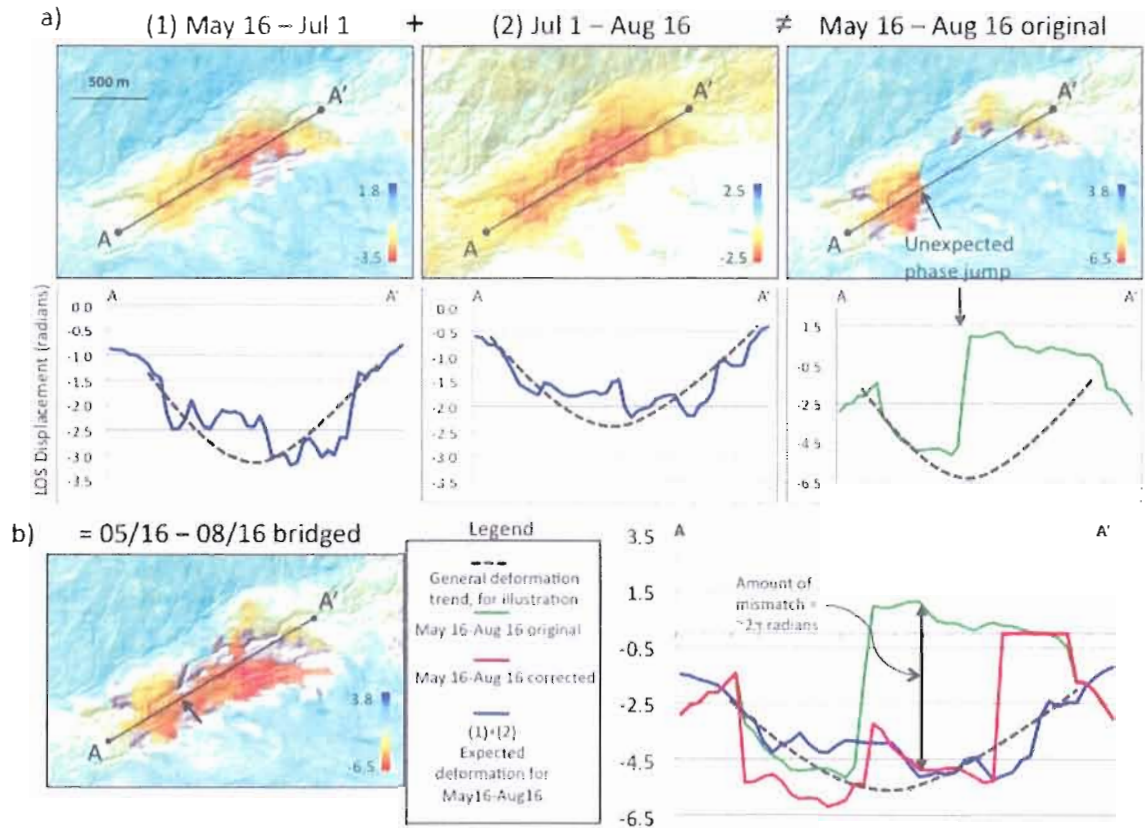 a)
(1) May 16 – Jul 1 + (2) Jul 1 – Aug 16 ≠ May 16 – Aug 16 original
500 m
A'
A
1.8
-3.5
A'
A
2.5
-2.5
A'
A
Unexpected
phase jump
3.8
6.5
LOS Displacement (radians)
A
A'
0.0
-0.5
-1.0
-1.5
-2.0
-2.5
-3.0
-3.5
A
A'
0.0
-0.5
-1.0
-1.5
-2.0
-2.5
-3.0
-3.5
A
A'
1.5
-0.5
-2.5
-4.5
-6.5
b)
= 05/16 – 08/16 bridged
A'
A
3.8
-6.5
Legend
General deformation
trend, for illustration
May 16-Aug 16 original
May 16-Aug 16 corrected
(1)+(2)
Expected
deformation for
May16-Aug16
A
A'
3.5
1.5
-0.5
-2.5
-4.5
-6.5
Amount of
mismatch =
~2π radians